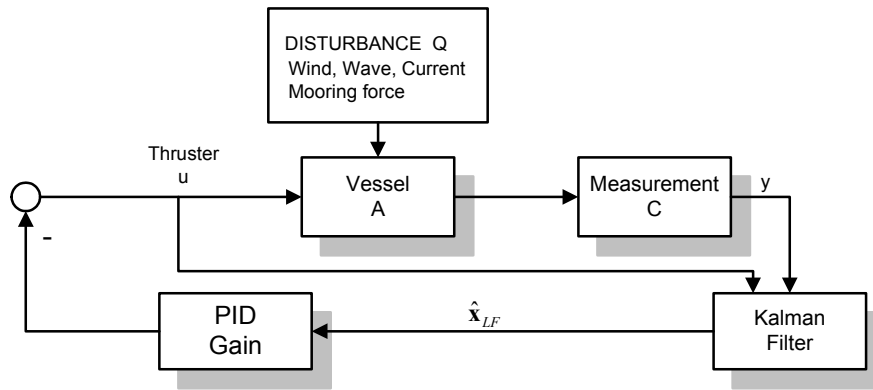 DISTURBANCE Q
Wind, Wave, Current
Mooring force
Thruster
u
Vessel
A
Measurement
C
y
-
PID
Gain
x̂_LF
Kalman
Filter